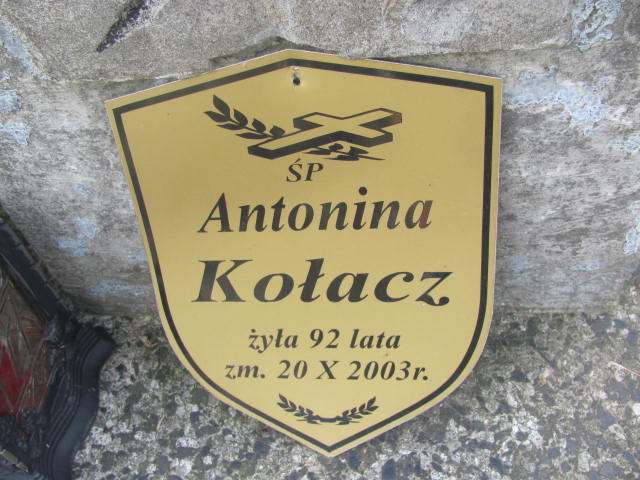 ŚP
Antonina
Kołacz
żyła 92 lata
zm. 20 X 2003r.